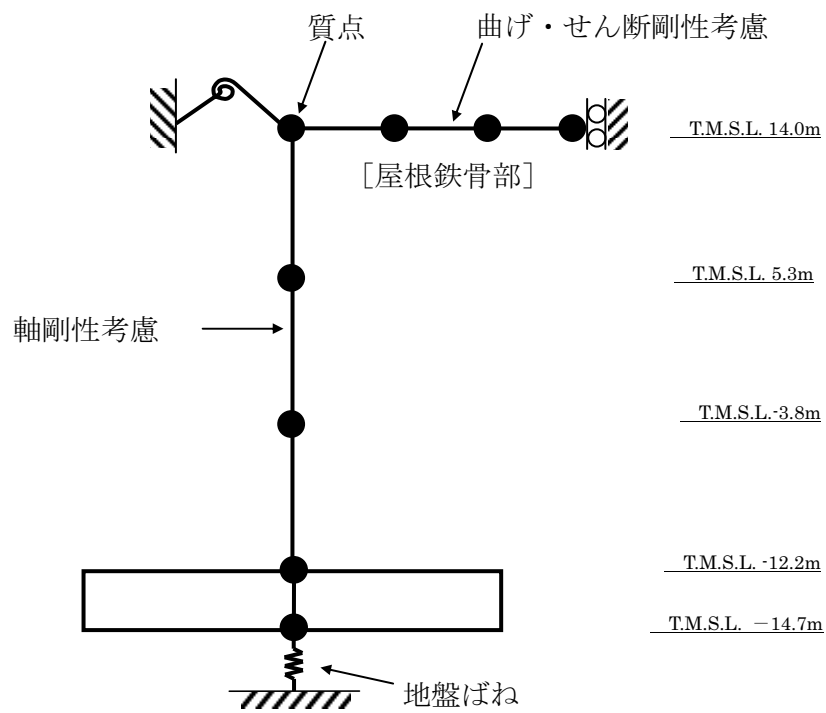 質点
曲げ・せん断剛性考慮
T.M.S.L. 14.0m
［屋根鉄骨部］
T.M.S.L. 5.3m
軸剛性考慮
T.M.S.L.-3.8m
T.M.S.L. -12.2m
T.M.S.L. －14.7m
地盤ばね